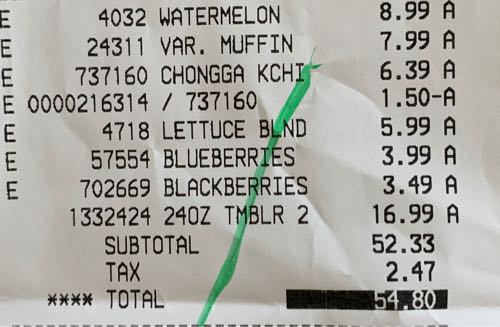 E 4032 WATERMELON 8.99 A
E 24311 VAR. MUFFIN 7.99 A
E 737160 CHONGGA KCHI 6.39 A
E 0000216314 / 737160 1.50-A
E 4718 LETTUCE BLND 5.99 A
E 57554 BLUEBERRIES 3.99 A
E 702669 BLACKBERRIES 3.49 A
1332424 24OZ TMBLR 2 16.99 A
SUBTOTAL 52.33
TAX 2.47
**** TOTAL 54.80